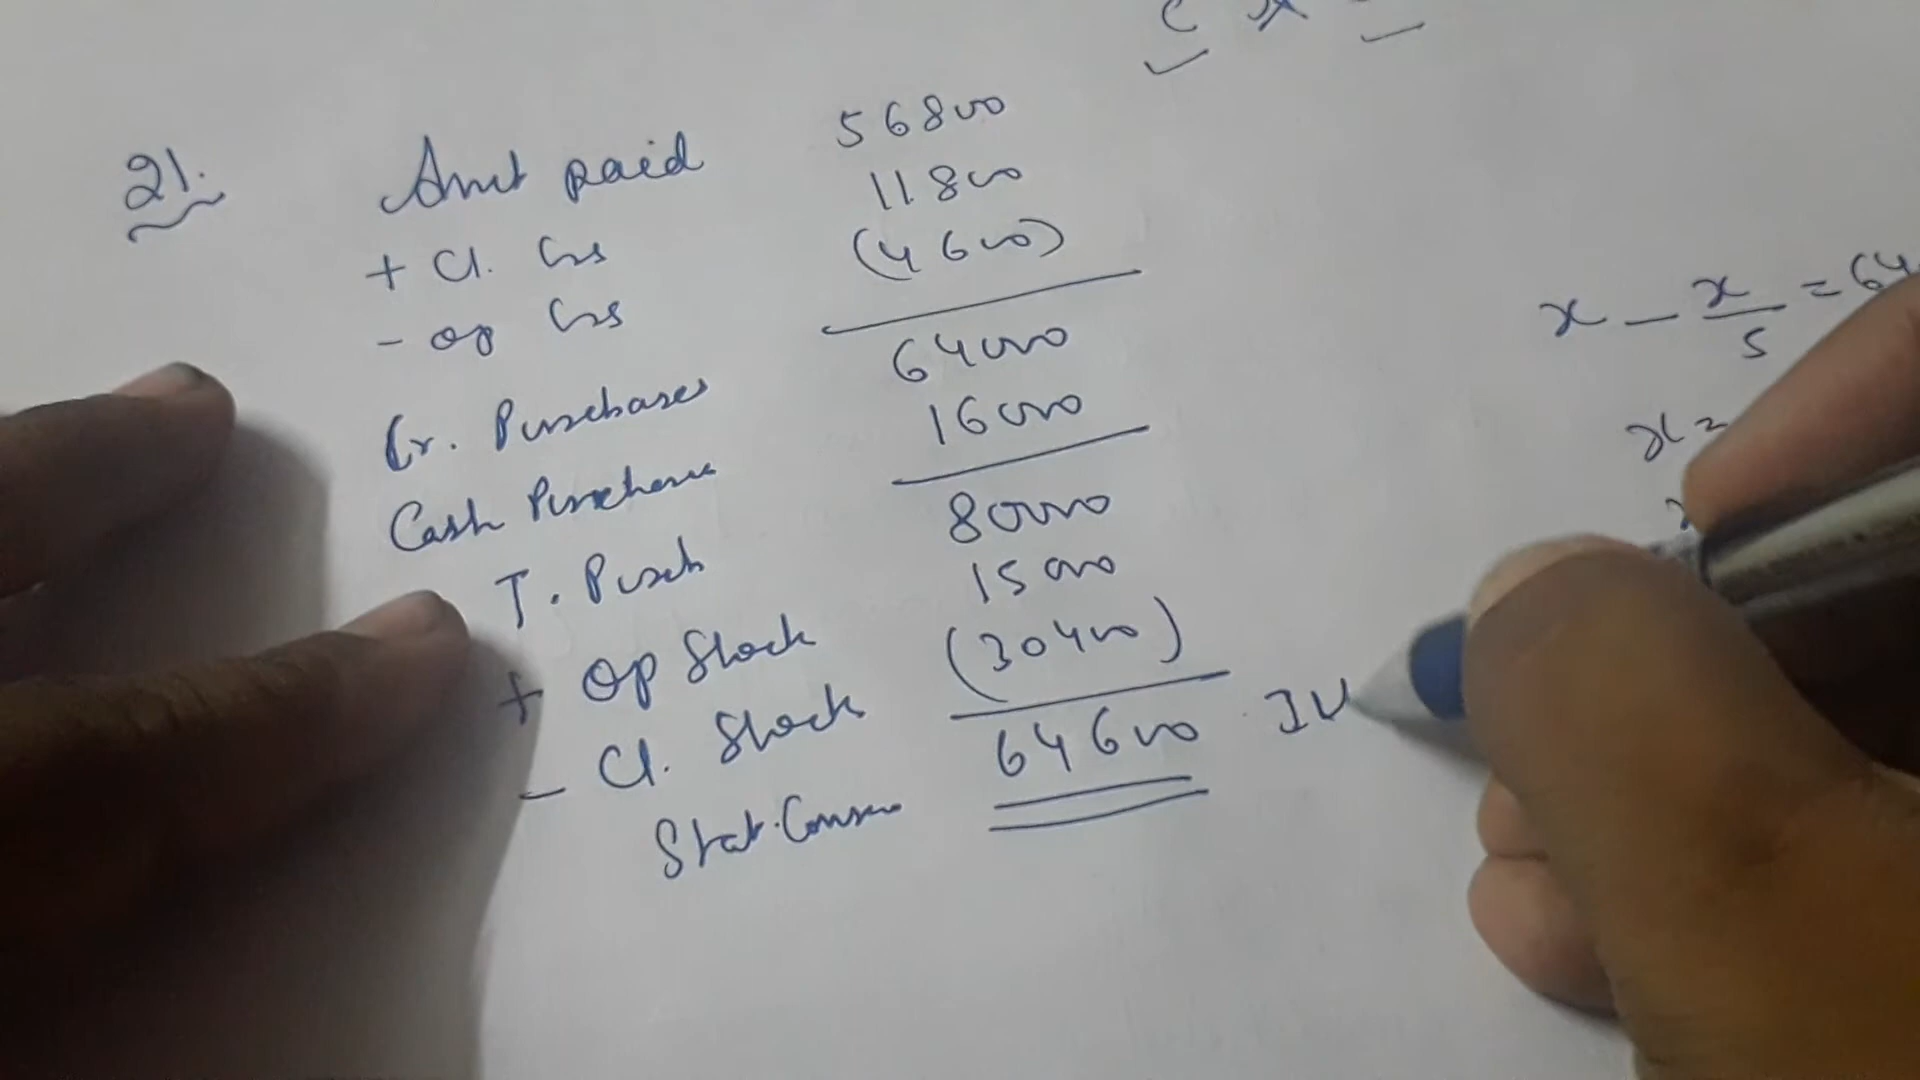 21.
Amt paid 56800
+ Cl. Crs 11800
- op Crs (4600)
Cr. Purchases 64000
Cash Purchases 16000
T. Purch 80000
+ Op Stock 15000
- Cl. Stock (30400)
Stat. Consu 64600 IV
x - x/5 = 64
x =